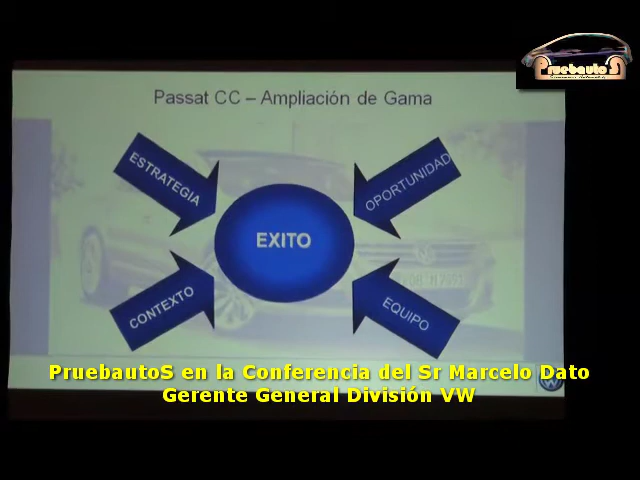 PruebautoS
Passat CC – Ampliación de Gama
ESTRATEGIA
OPORTUNIDAD
EXITO
CONTEXTO
EQUIPO
PruebautoS en la Conferencia del Sr Marcelo Dato
Gerente General División VW